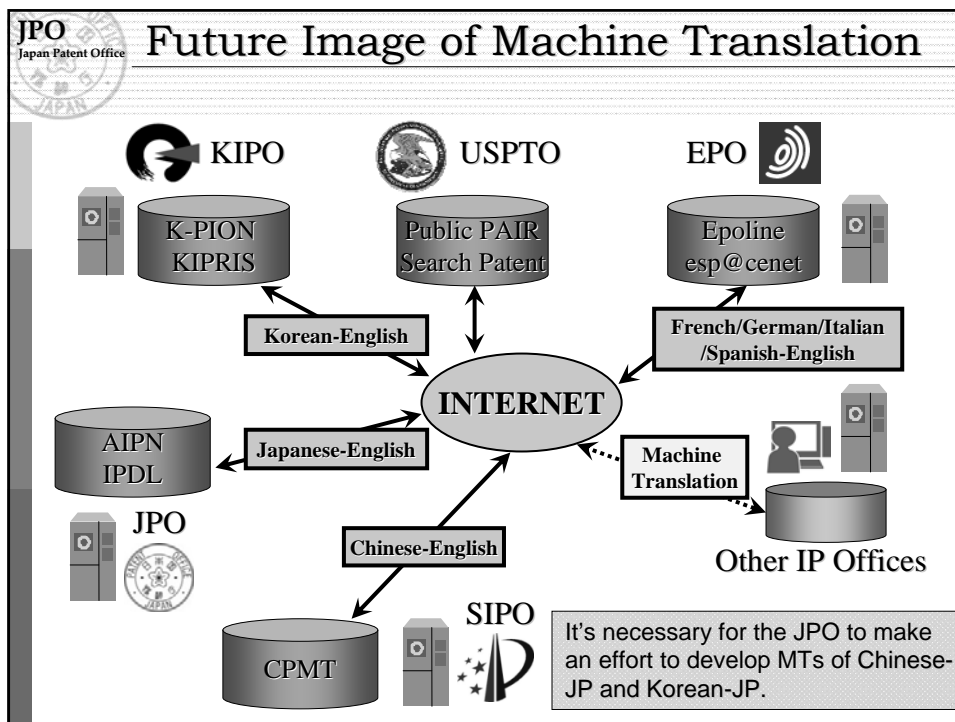 JPO
Japan Patent Office
Future Image of Machine Translation
KIPO
USPTO
EPO
K-PION
KIPRIS
Public PAIR
Search Patent
Epoline
esp@cenet
Korean-English
French/German/Italian
/Spanish-English
INTERNET
AIPN
IPDL
Japanese-English
Machine
Translation
JPO
Chinese-English
Other IP Offices
SIPO
CPMT
It's necessary for the JPO to make
an effort to develop MTs of Chinese-
JP and Korean-JP.